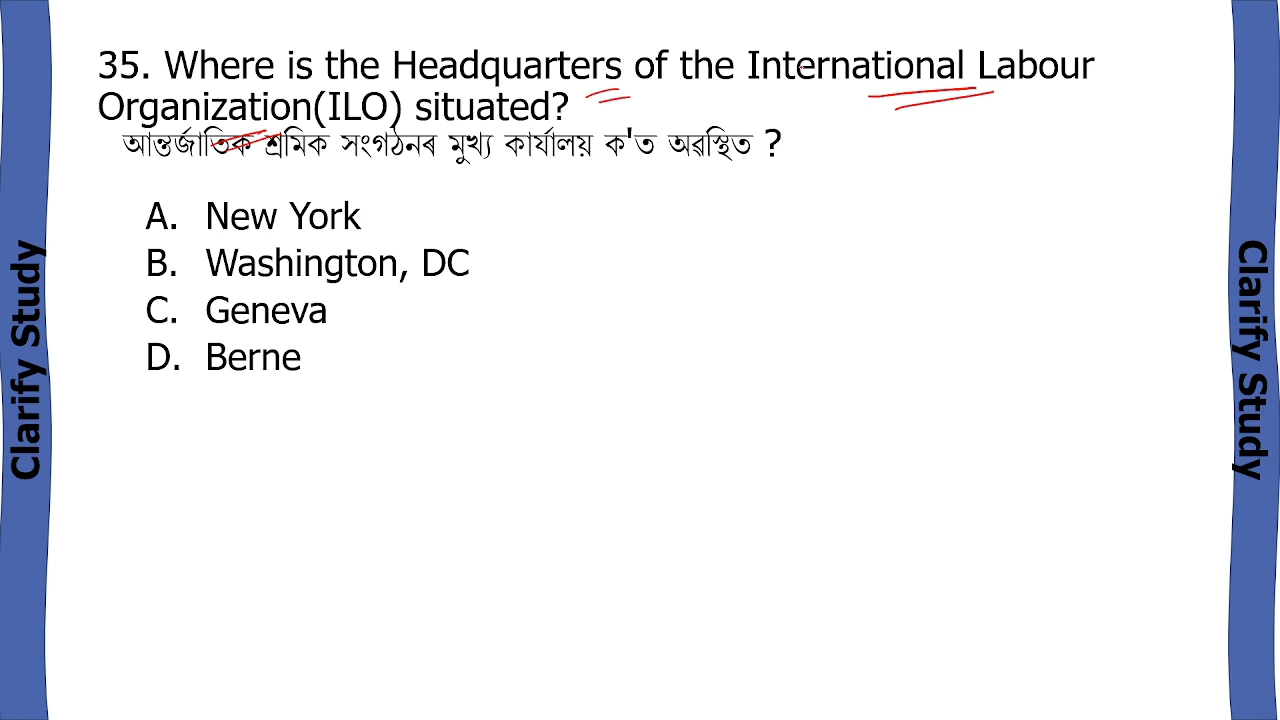 35. Where is the Headquarters of the International Labour
Organization(ILO) situated?
আন্তৰ্জাতিক শ্ৰমিক সংগঠনৰ মুখ্য কাৰ্যালয় ক'ত অৱস্থিত ?
A. New York
B. Washington, DC
C. Geneva
D. Berne
Clarify Study
Clarify Study